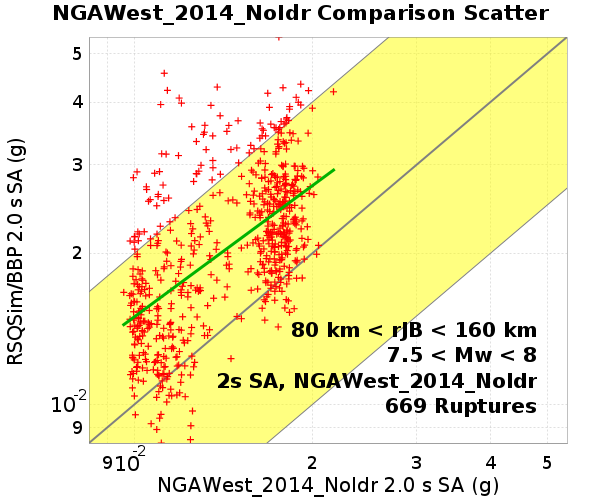 NGAWest_2014_NoIdr Comparison Scatter
RSQSim/BBP 2.0 s SA (g)
5
4
3
2
10-2
9
80 km < rJB < 160 km
7.5 < Mw < 8
2s SA, NGAWest_2014_NoIdr
669 Ruptures
9 10-2 2 3 4 5
NGAWest_2014_NoIdr 2.0 s SA (g)